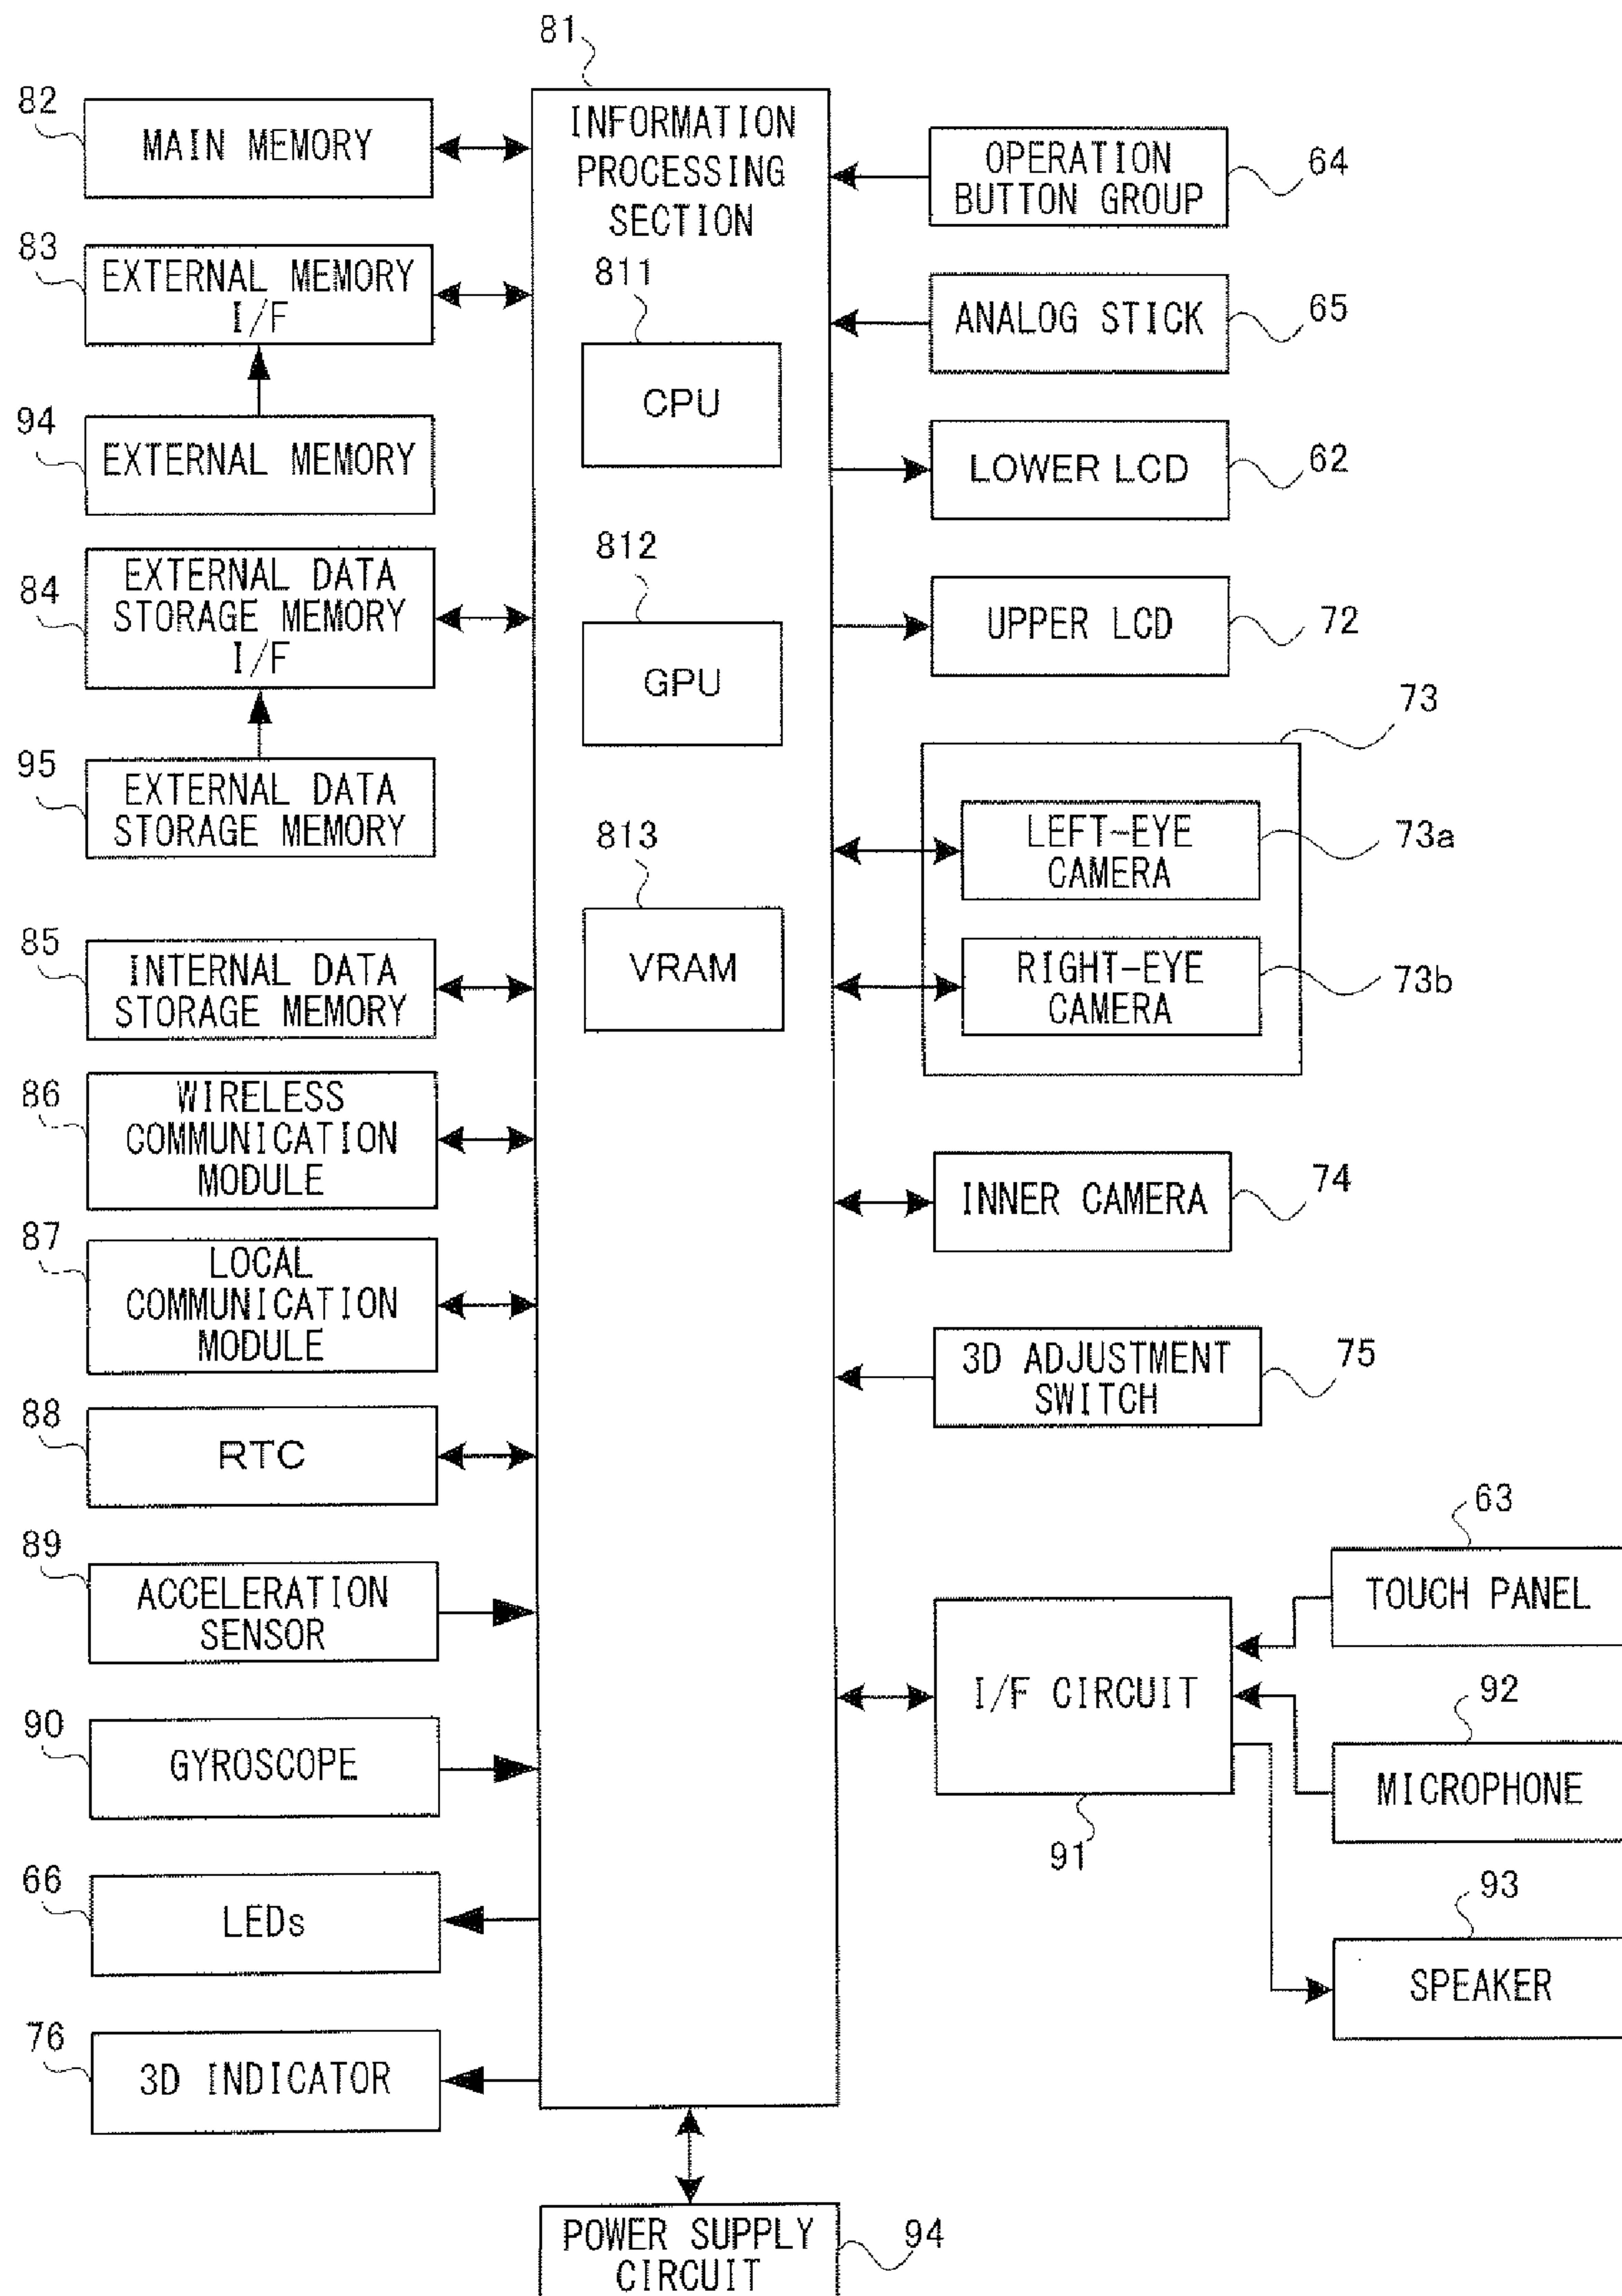 81
82
MAIN MEMORY
83
EXTERNAL MEMORY
I/F
94
EXTERNAL MEMORY
84
EXTERNAL DATA
STORAGE MEMORY
I/F
95
EXTERNAL DATA
STORAGE MEMORY
85
INTERNAL DATA
STORAGE MEMORY
86
WIRELESS
COMMUNICATION
MODULE
87
LOCAL
COMMUNICATION
MODULE
88
RTC
89
ACCELERATION
SENSOR
90
GYROSCOPE
66
LEDs
76
3D INDICATOR
INFORMATION
PROCESSING
SECTION
811
CPU
812
GPU
813
VRAM
OPERATION
BUTTON GROUP
64
ANALOG STICK
65
LOWER LCD
62
UPPER LCD
72
73
LEFT-EYE
CAMERA
73a
RIGHT-EYE
CAMERA
73b
INNER CAMERA
74
3D ADJUSTMENT
SWITCH
75
I/F CIRCUIT
91
63
TOUCH PANEL
92
MICROPHONE
93
SPEAKER
POWER SUPPLY
CIRCUIT
94